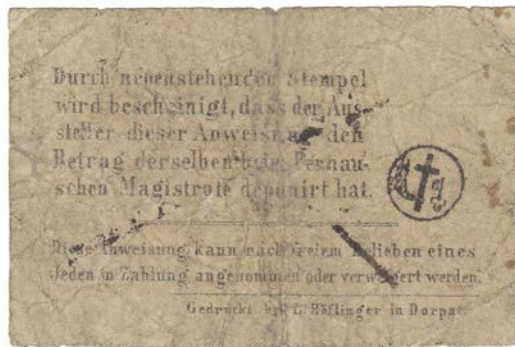 Durch nebenstehenden Stempel
wird bescheinigt, dass der Aus-
steller dieser Anweisung den
Betrag derselben beim Pernau-
schen Magistrate deponirt hat.
Diese Anweisung kann nach freiem Belieben eines
Jeden in Zahlung angenommen oder verweigert werden.
Gedruckt bei E. Höflinger in Dorpat.